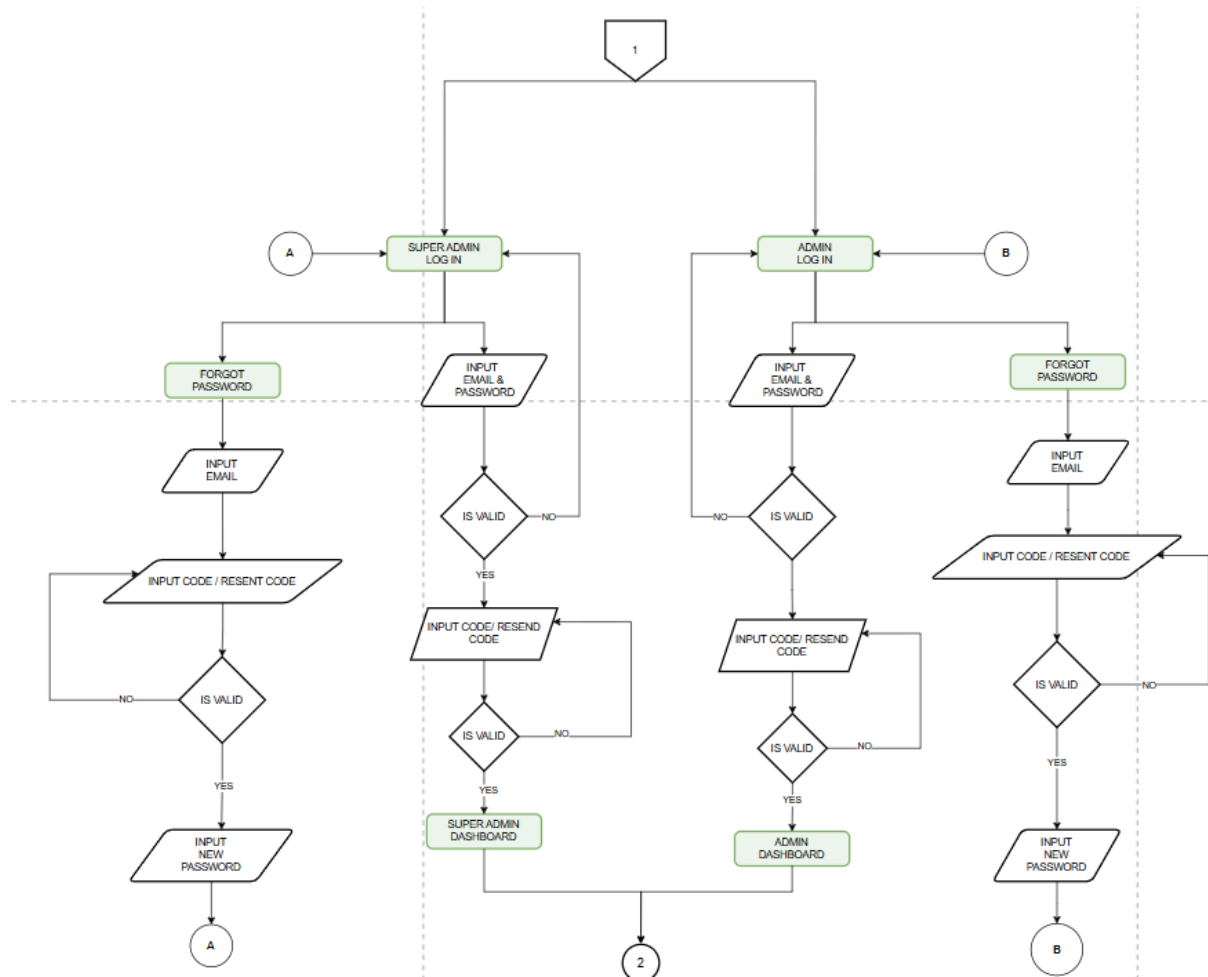 1
A
SUPER ADMIN
LOG IN
ADMIN
LOG IN
B
FORGOT
PASSWORD
INPUT
EMAIL &
PASSWORD
INPUT
EMAIL &
PASSWORD
FORGOT
PASSWORD
INPUT
EMAIL
INPUT
EMAIL
IS VALID
NO
NO
IS VALID
INPUT CODE / RESENT CODE
INPUT CODE / RESENT CODE
YES
YES
INPUT CODE/ RESEND
CODE
INPUT CODE/ RESEND
CODE
IS VALID
NO
IS VALID
NO
IS VALID
NO
IS VALID
NO
YES
YES
YES
YES
SUPER ADMIN
DASHBOARD
ADMIN
DASHBOARD
INPUT
NEW
PASSWORD
INPUT
NEW
PASSWORD
A
2
B